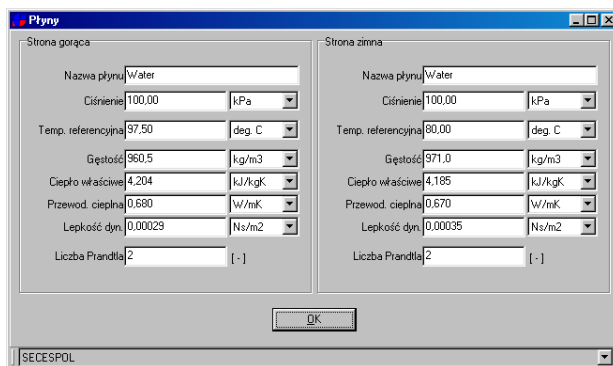 Płyny
Strona gorąca
Nazwa płynu Water
Ciśnienie 100,00 kPa
Temp. referencyjna 97,50 deg. C
Gęstość 960,5 kg/m3
Ciepło właściwe 4,204 kJ/kgK
Przewod. cieplna 0,680 W/mK
Lepkość dyn. 0,00029 Ns/m2
Liczba Prandtla 2 [ - ]
Strona zimna
Nazwa płynu Water
Ciśnienie 100,00 kPa
Temp. referencyjna 80,00 deg. C
Gęstość 971,0 kg/m3
Ciepło właściwe 4,185 kJ/kgK
Przewod. cieplna 0,670 W/mK
Lepkość dyn. 0,00035 Ns/m2
Liczba Prandtla 2 [ - ]
OK
SECESPOL